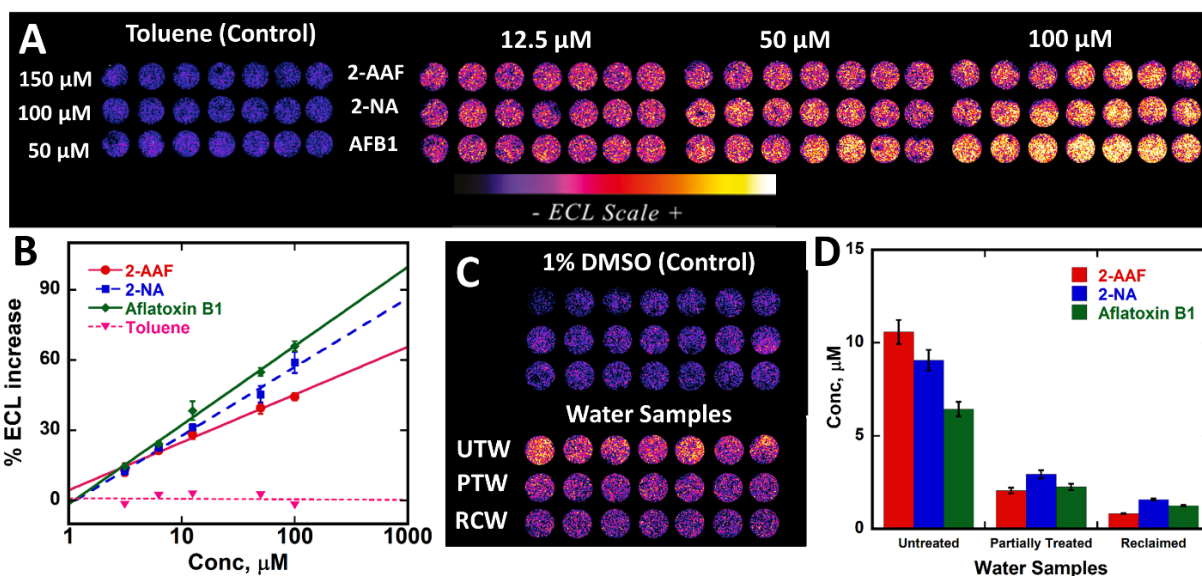 A
Toluene (Control)
12.5 µM
50 µM
100 µM
150 µM
2-AAF
100 µM
2-NA
50 µM
AFB1
- ECL Scale +
B
2-AAF
2-NA
Aflatoxin B1
Toluene
90
60
30
0
% ECL increase
1
10
100
1000
Conc, µM
C
1% DMSO (Control)
Water Samples
UTW
PTW
RCW
D
15
10
5
0
Conc, µM
2-AAF
2-NA
Aflatoxin B1
Untreated
Partially Treated
Reclaimed
Water Samples